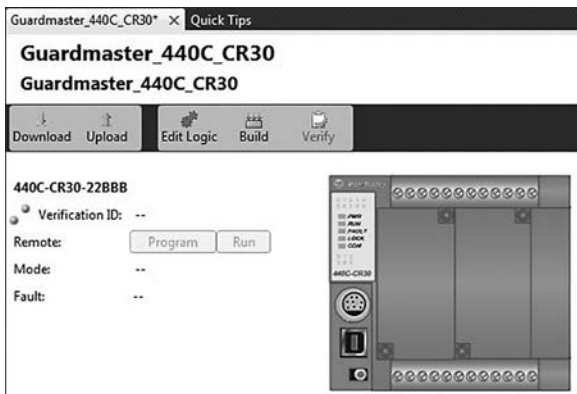 Guardmaster_440C_CR30* × Quick Tips
Guardmaster_440C_CR30
Guardmaster_440C_CR30
Download Upload Edit Logic Build Verify
440C-CR30-22BBB
Verification ID: --
Remote: Program Run
Mode: --
Fault: --
PWR
RUN
FAULT
LOCK
COM
440C-CR30